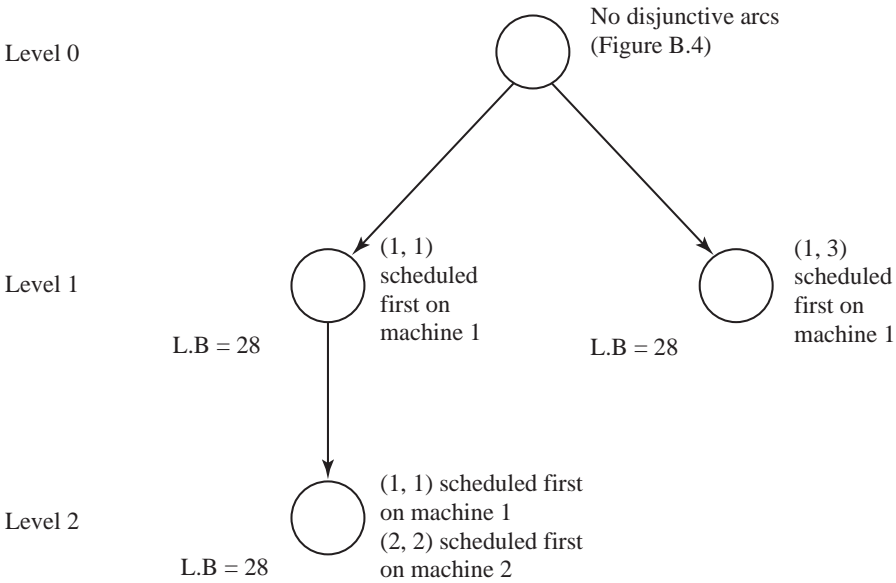 No disjunctive arcs
(Figure B.4)
Level 0
(1, 1)
scheduled
first on
machine 1
(1, 3)
scheduled
first on
machine 1
Level 1
L.B = 28
L.B = 28
(1, 1) scheduled first
on machine 1
(2, 2) scheduled first
on machine 2
Level 2
L.B = 28